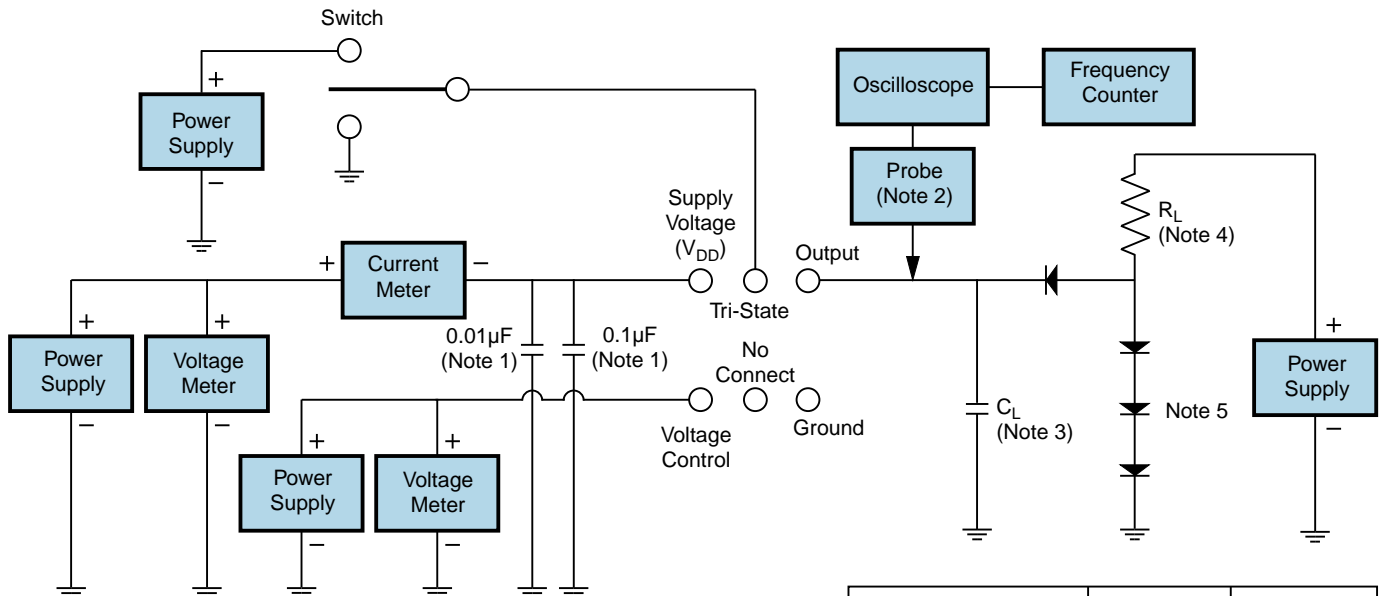 Switch
+
Power
Supply
−
Oscilloscope
Frequency
Counter
Probe
(Note 2)
Supply
Voltage
(VDD)
Output
Tri-State
RL
(Note 4)
+
Current
Meter
−
0.01µF
(Note 1)
0.1µF
(Note 1)
+
Power
Supply
−
+
Voltage
Meter
−
No
Connect
Ground
Voltage
Control
+
Power
Supply
−
+
Voltage
Meter
−
CL
(Note 3)
Note 5
+
Power
Supply
−